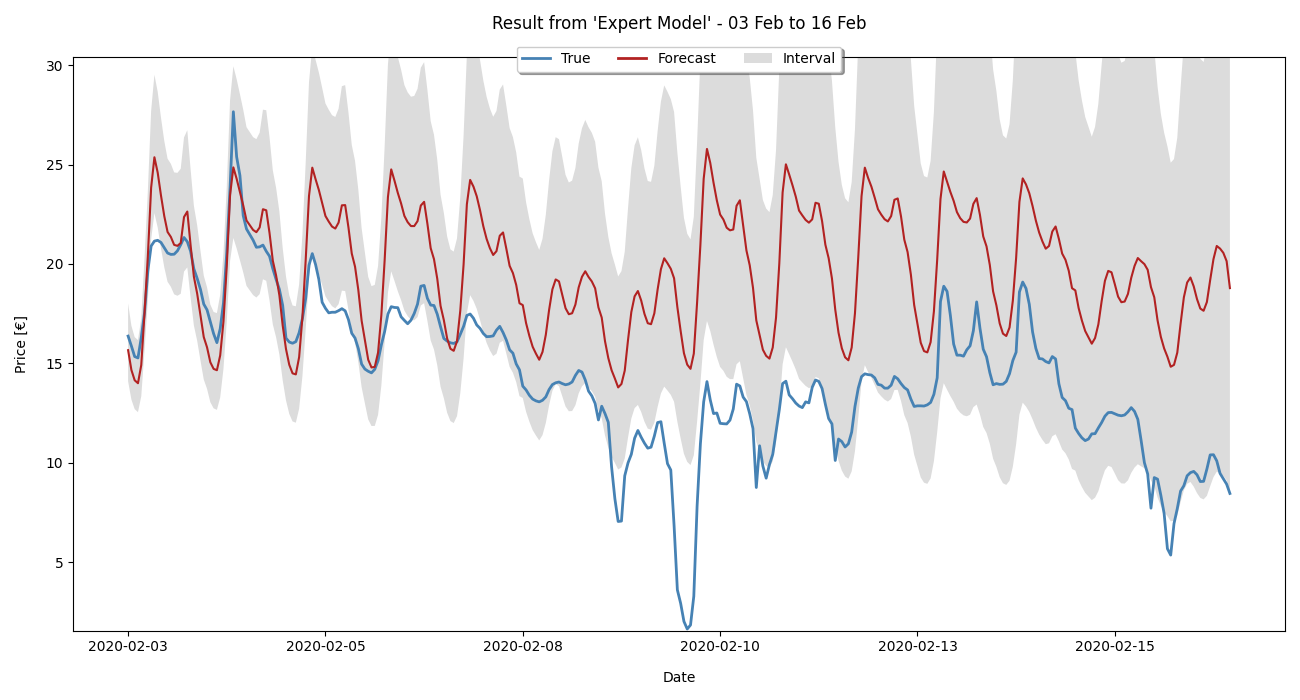 Result from 'Expert Model' - 03 Feb to 16 Feb
True Forecast Interval
30
25
20
15
10
5
Price [€]
2020-02-03 2020-02-05 2020-02-08 2020-02-10 2020-02-13 2020-02-15
Date